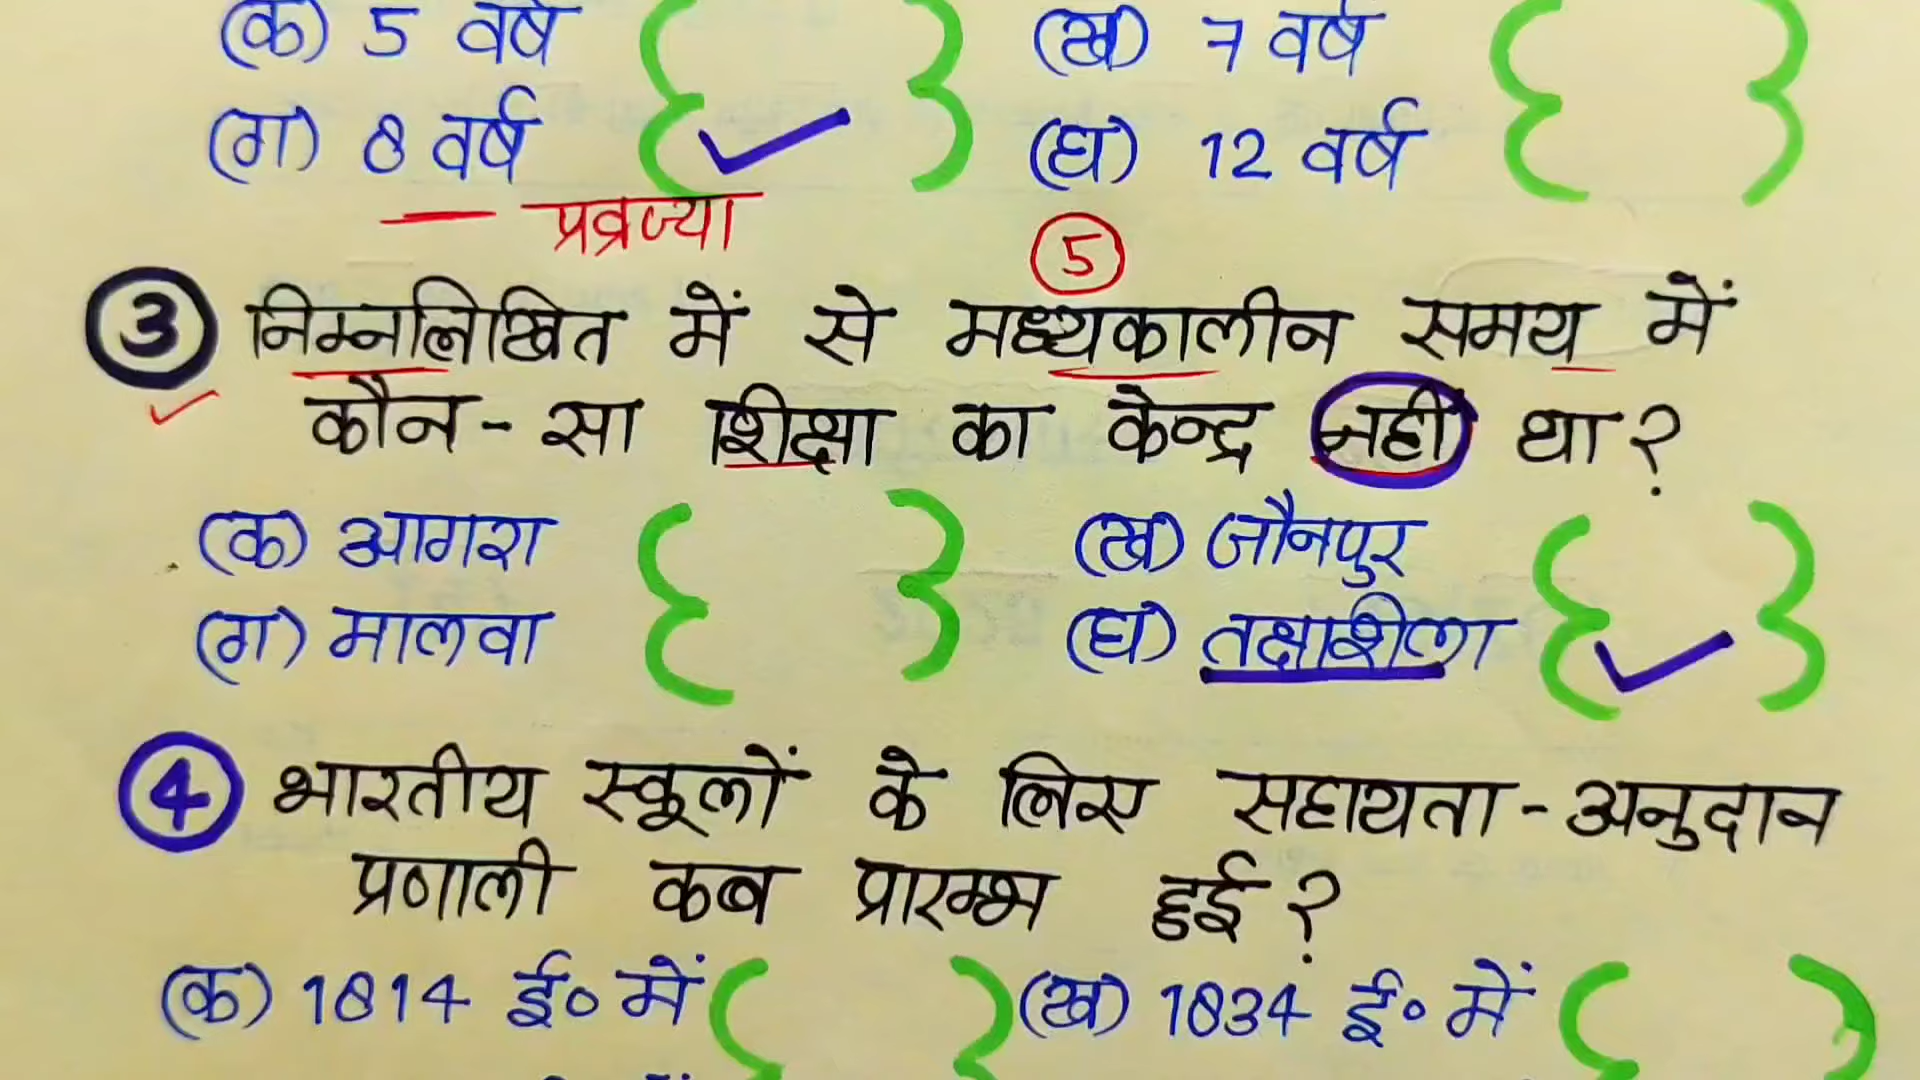 (क) 5 वर्ष (ख) 7 वर्ष
(ग) 8 वर्ष (घ) 12 वर्ष
— प्रव्रज्या
5
3 निम्नलिखित में से मध्यकालीन समय में
कौन-सा शिक्षा का केन्द्र नहीं था?
(क) आगरा (ख) जौनपुर
(ग) मालवा (घ) तक्षशिला
4 भारतीय स्कूलों के लिए सहायता-अनुदान
प्रणाली कब प्रारम्भ हुई?
(क) 1814 ई० में (ख) 1834 ई० में